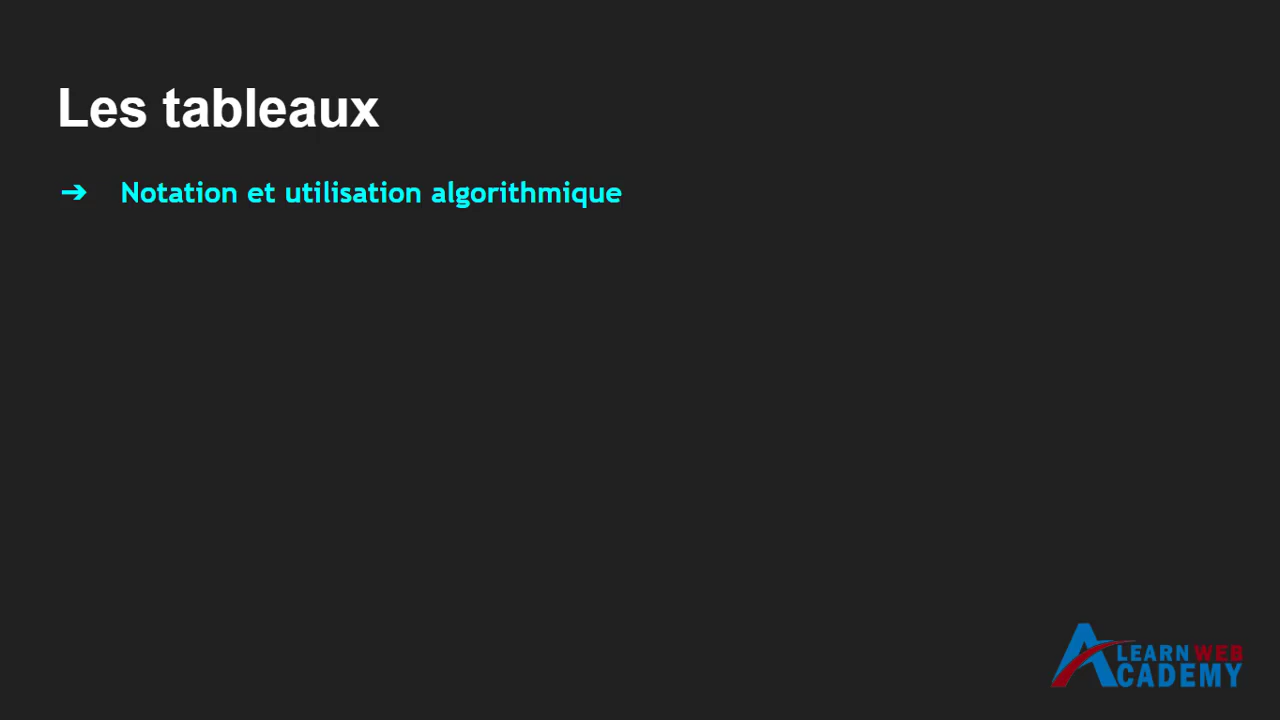 Les tableaux
➔ Notation et utilisation algorithmique
LEARN WEB
ACADEMY